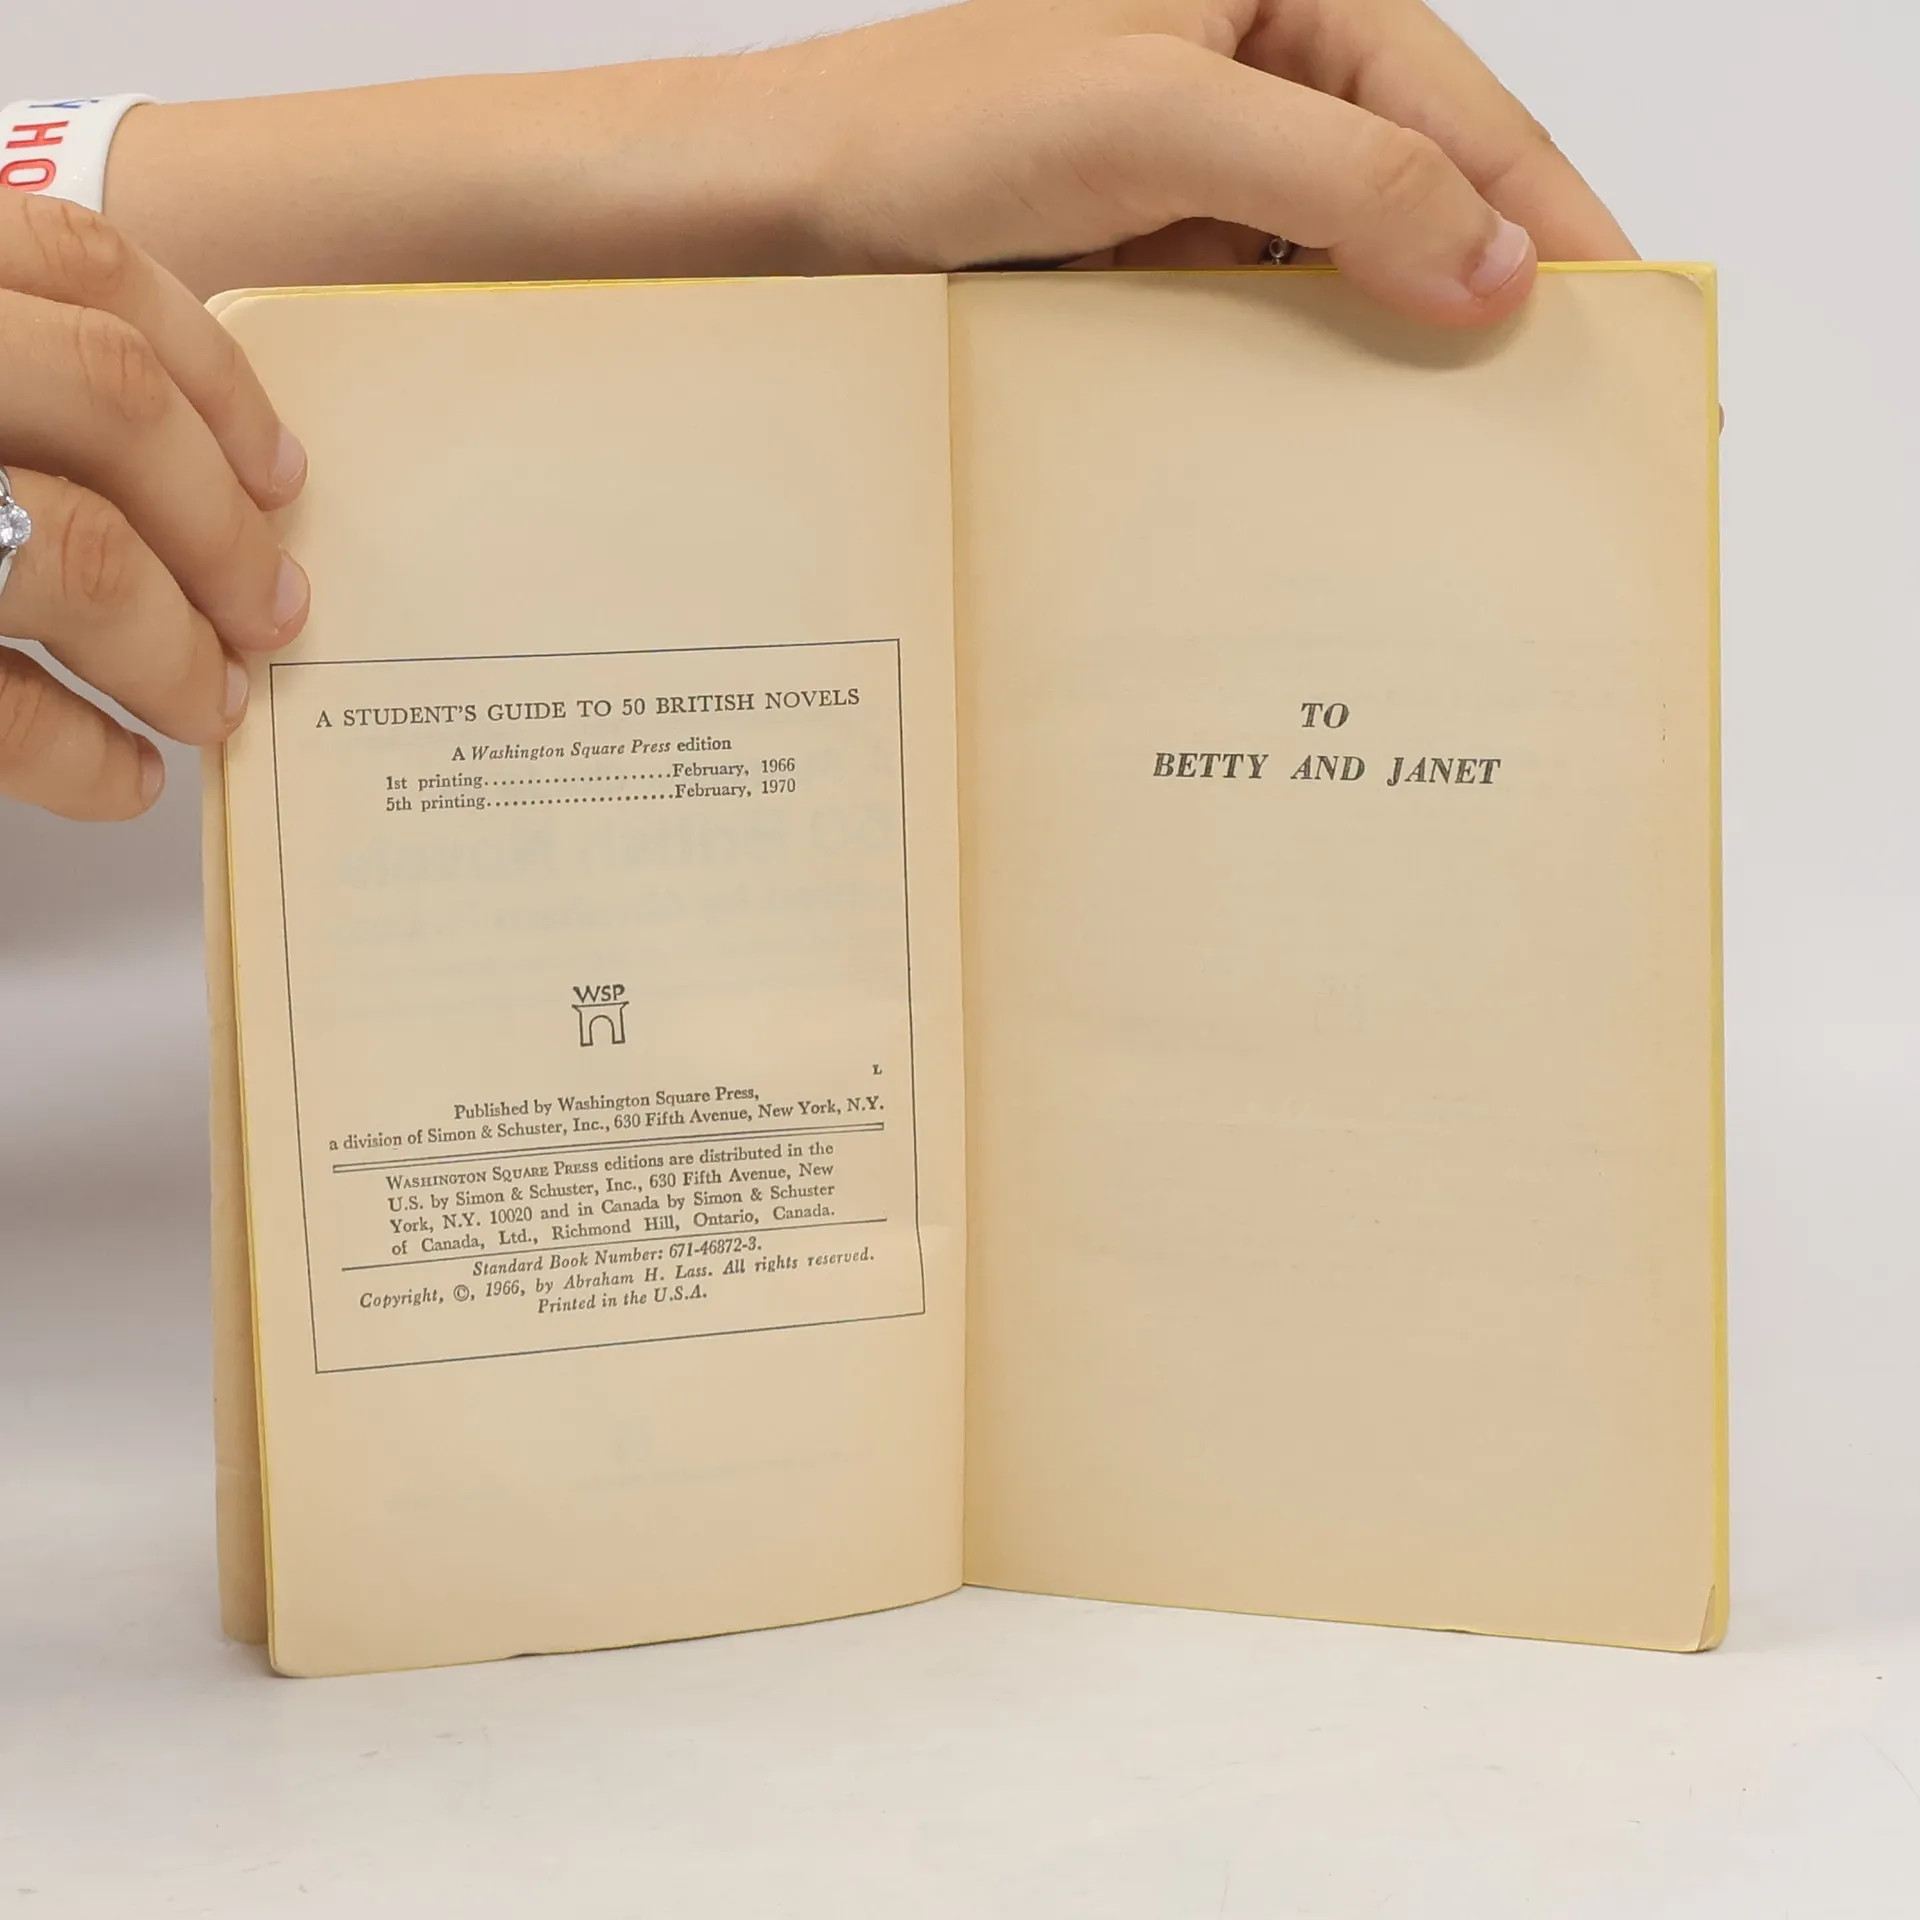 Y HO
A STUDENT'S GUIDE TO 50 BRITISH NOVELS
A Washington Square Press edition
1st printing......................February, 1966
5th printing......................February, 1970
WSP
L
Published by Washington Square Press,
a division of Simon & Schuster, Inc., 630 Fifth Avenue, New York, N.Y.
WASHINGTON SQUARE PRESS editions are distributed in the
U.S. by Simon & Schuster, Inc., 630 Fifth Avenue, New
York, N.Y. 10020 and in Canada by Simon & Schuster
of Canada, Ltd., Richmond Hill, Ontario, Canada.
Standard Book Number: 671-46872-3.
Copyright, ©, 1966, by Abraham H. Lass. All rights reserved.
Printed in the U.S.A.
TO
BETTY AND JANET